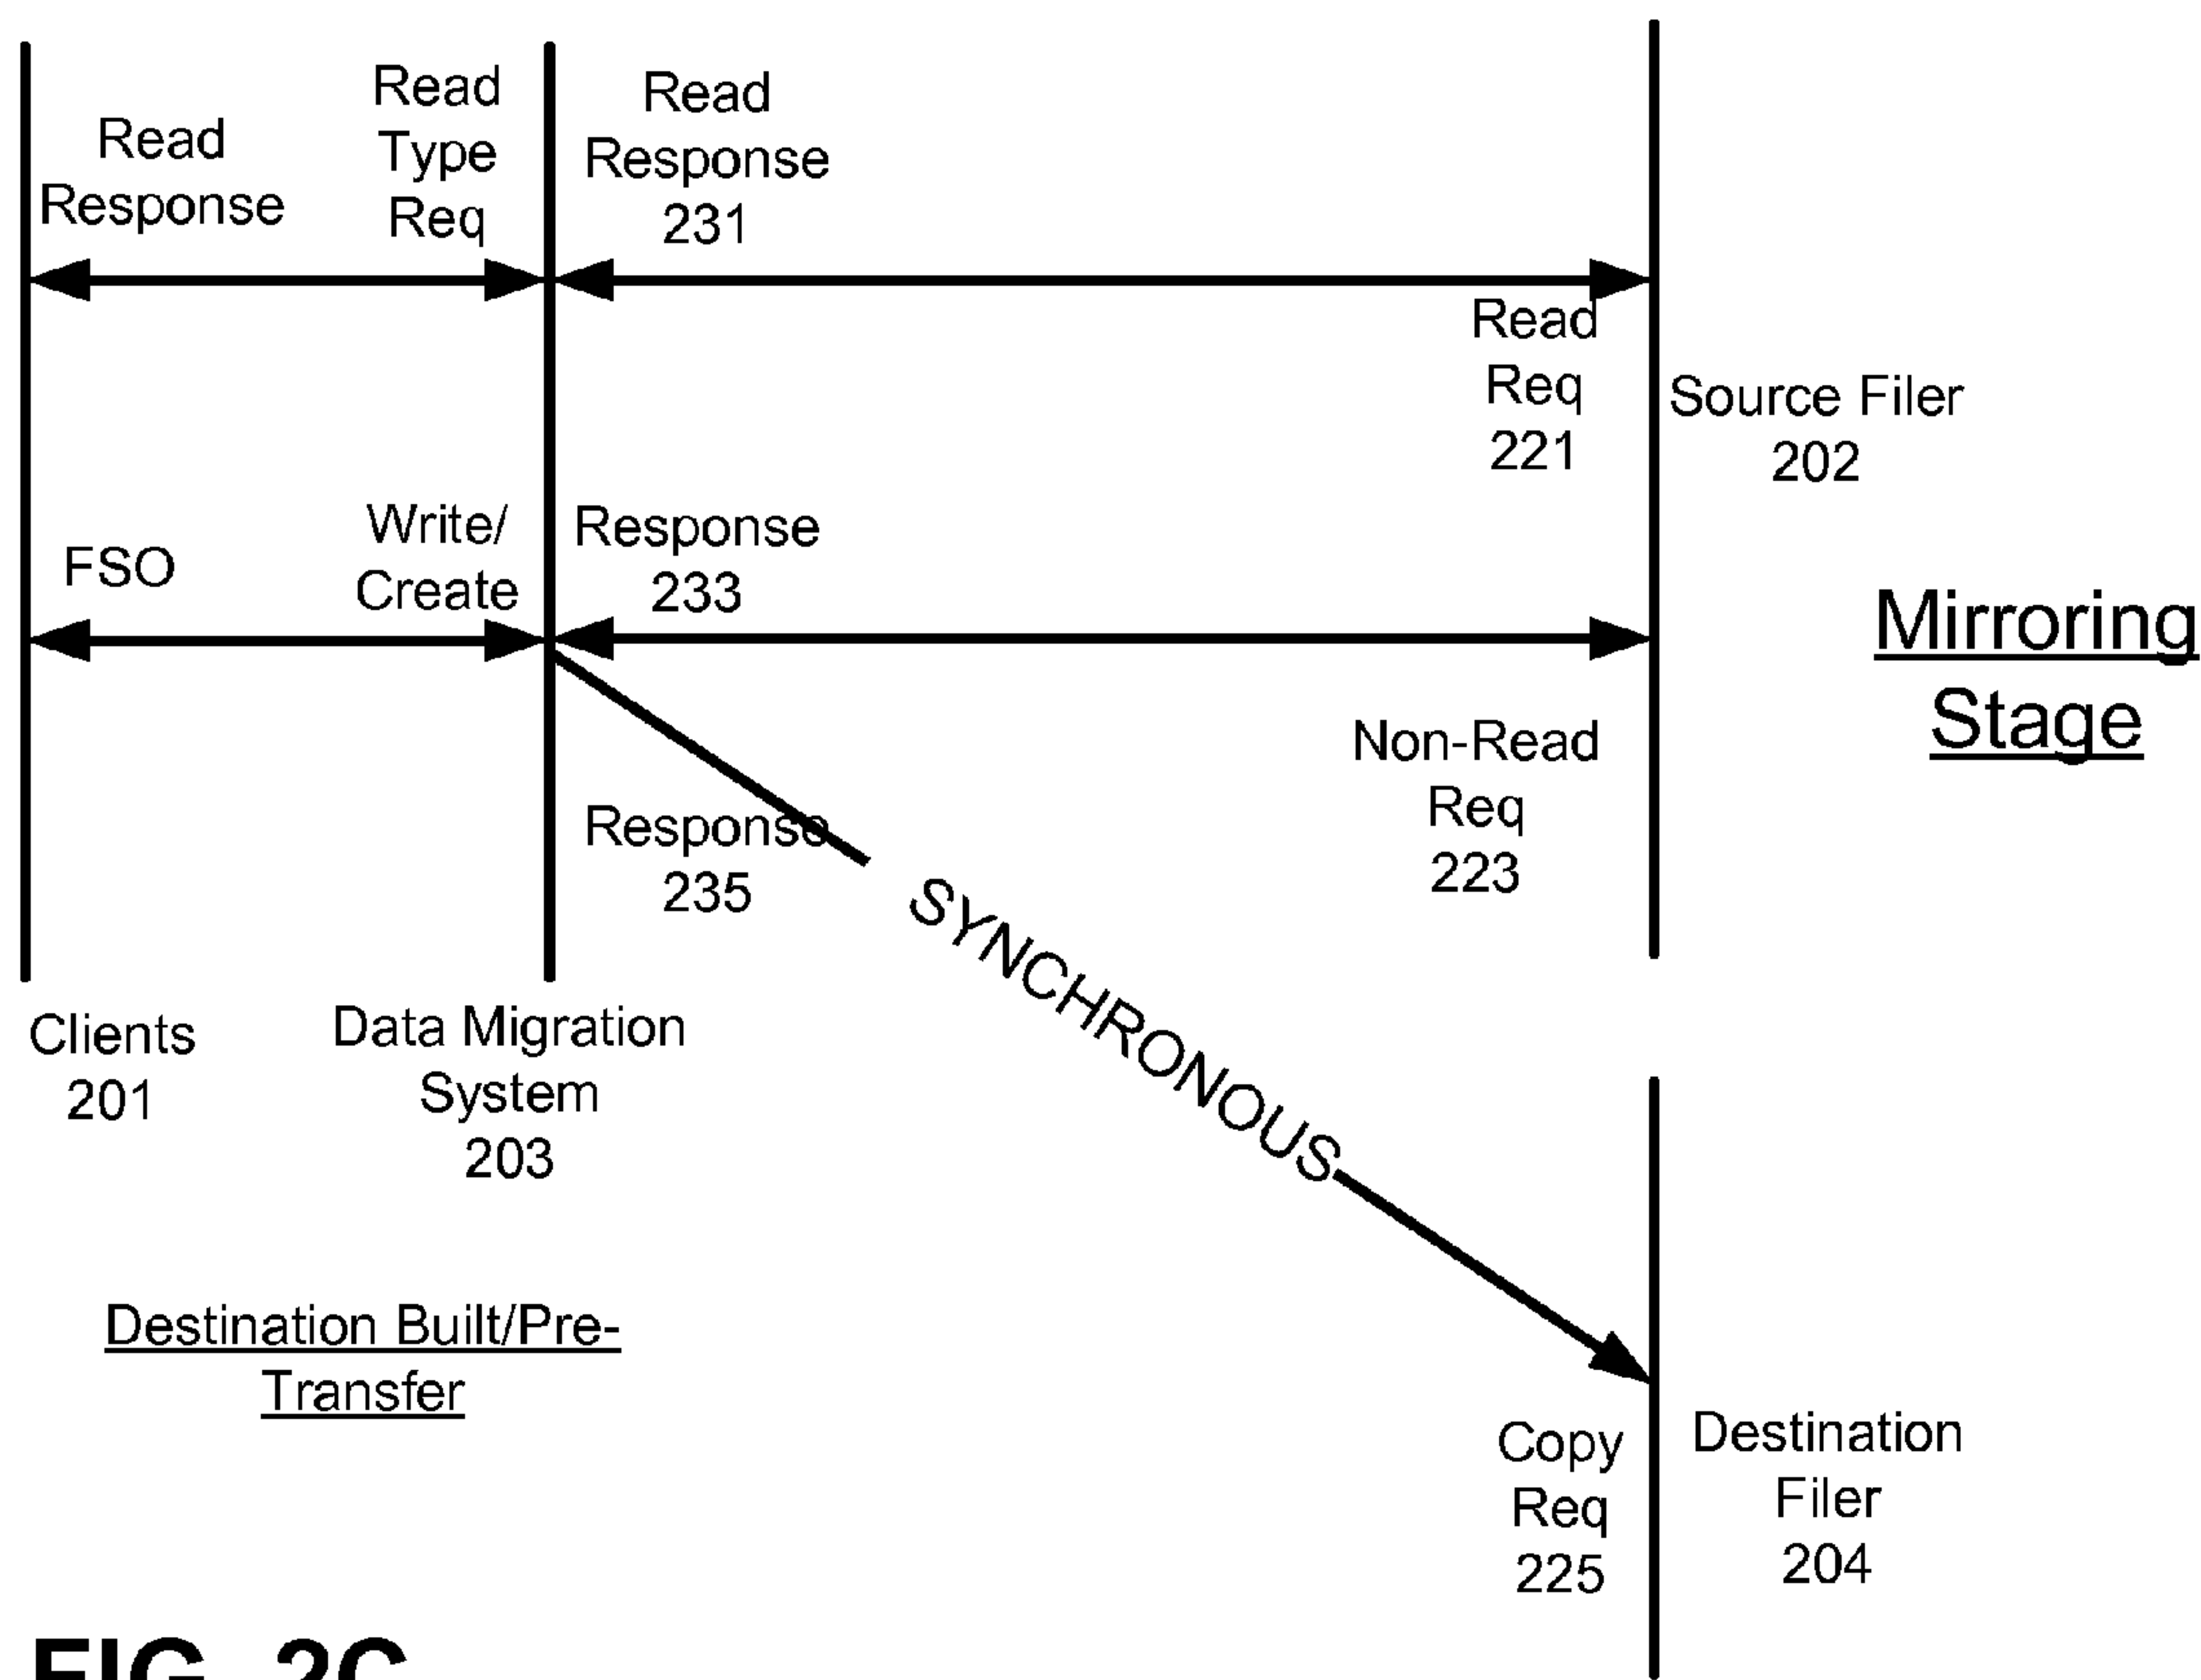 Read
Response
Read
Type
Req
Read
Response
231
Read
Req
221
Source Filer
202
FSO
Write/
Create
Response
233
Mirroring
Stage
Non-Read
Req
223
Response
235
SYNCHRONOUS
Clients
201
Data Migration
System
203
Destination Built/Pre-
Transfer
Copy
Req
225
Destination
Filer
204
FIG. 2C